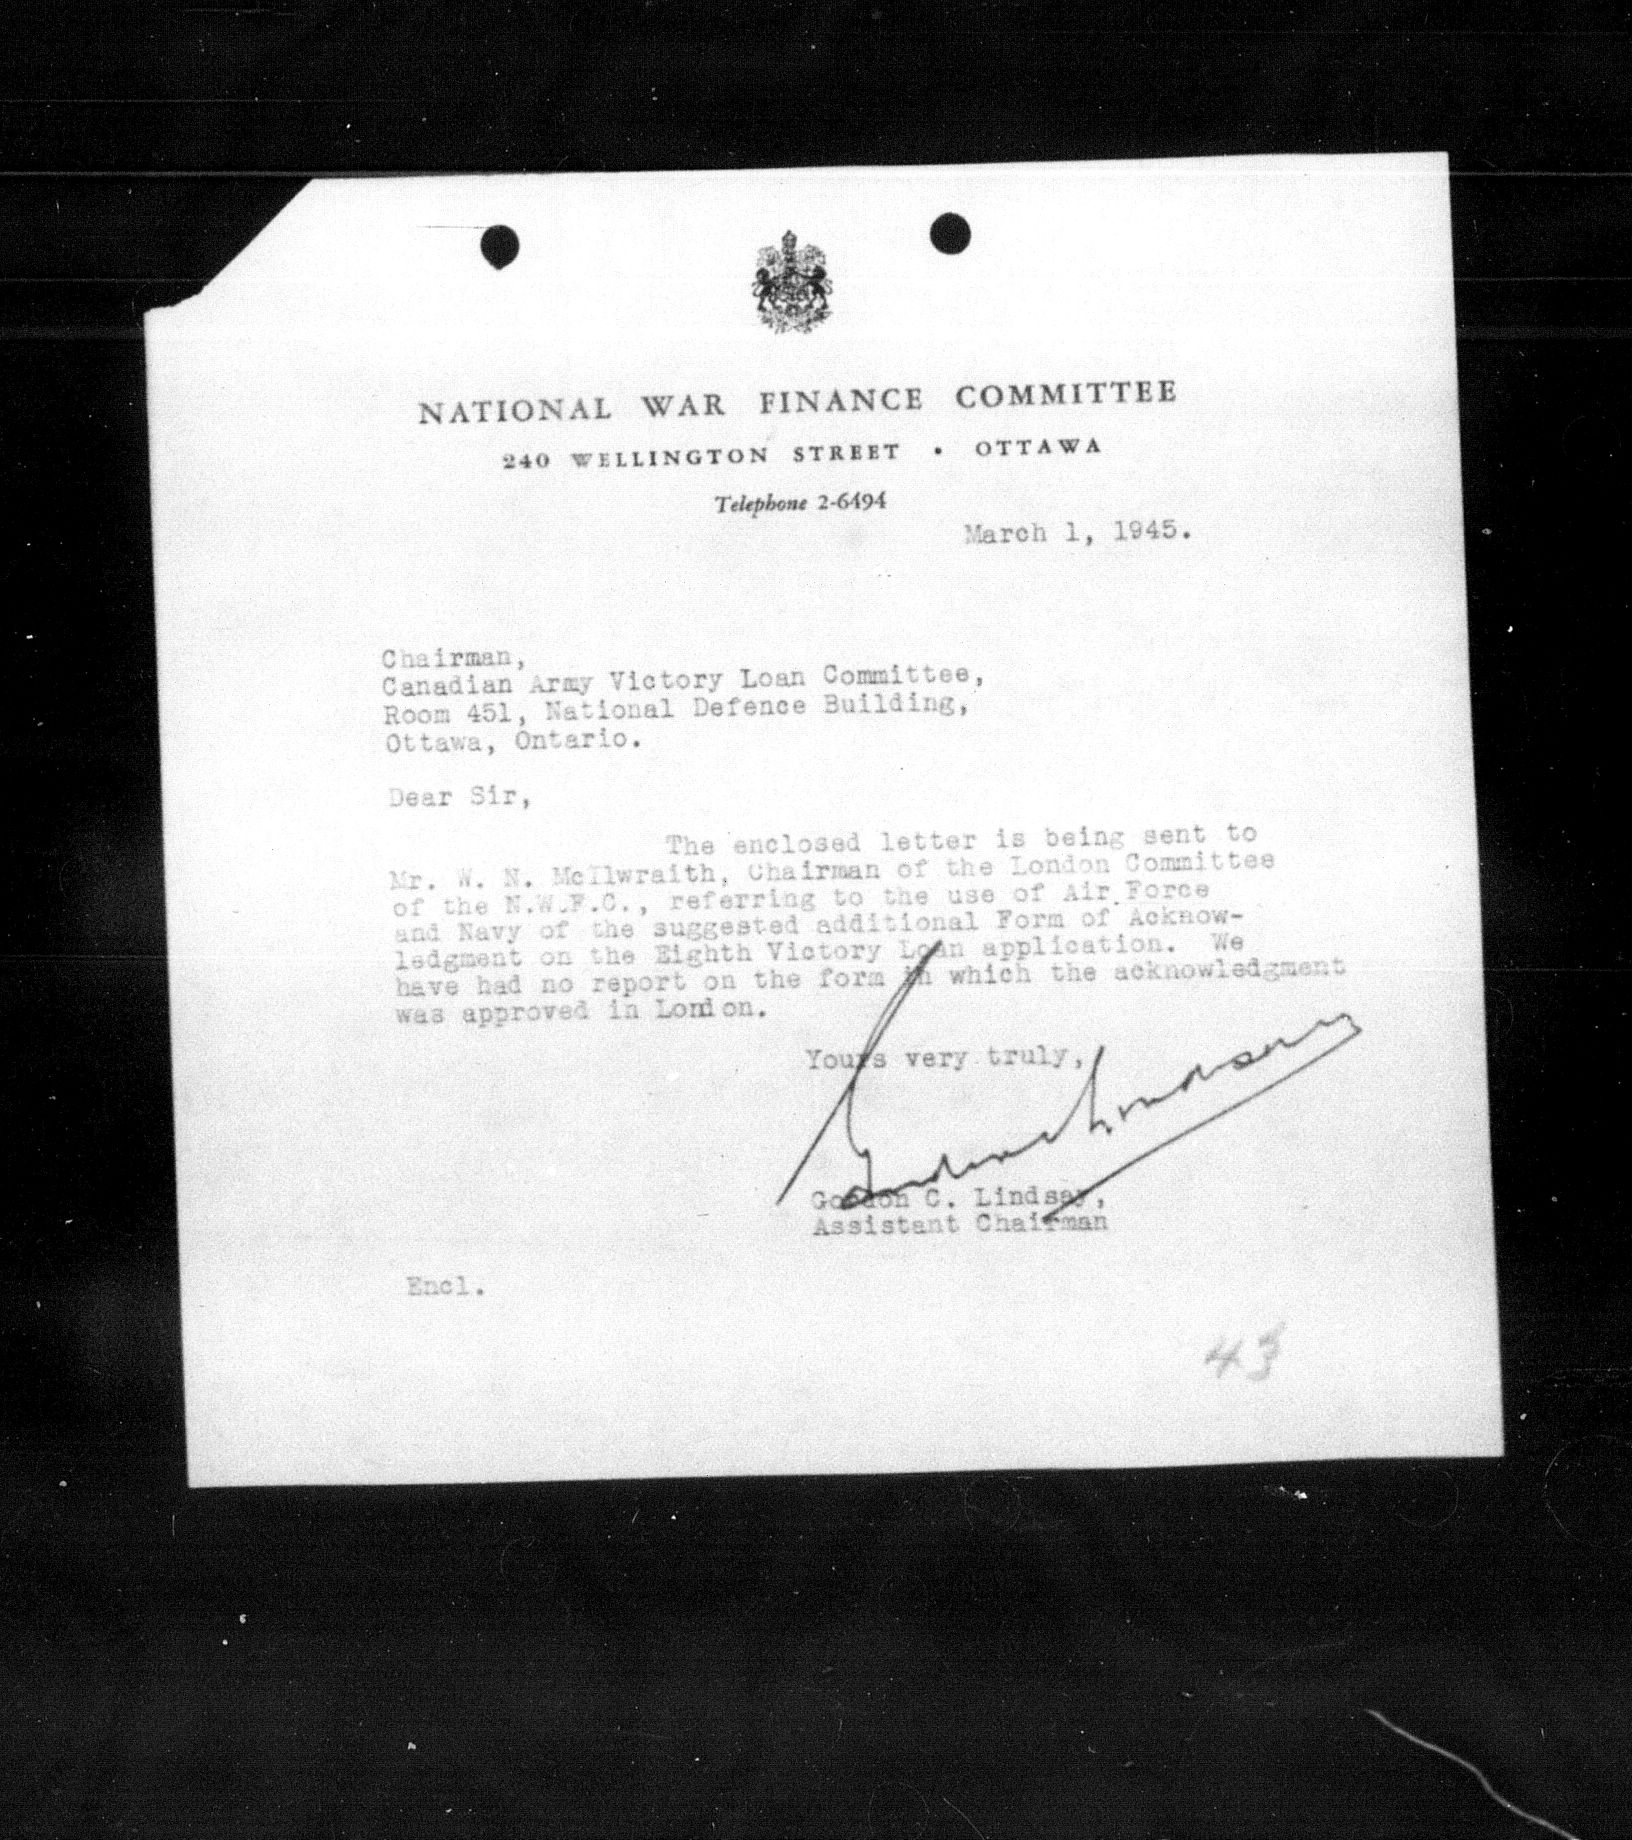 NATIONAL WAR FINANCE COMMITTEE
240 WELLINGTON STREET • OTTAWA
Telephone 2-6494
March 1, 1945.
Chairman,
Canadian Army Victory Loan Committee,
Room 451, National Defence Building,
Ottawa, Ontario.
Dear Sir,
The enclosed letter is being sent to
Mr. W. N. McIlwraith, Chairman of the London Committee
of the N.W.F.C., referring to the use of Air Force
and Navy of the suggested additional Form of Acknow-
ledgment on the Eighth Victory Loan application. We
have had no report on the form in which the acknowledgment
was approved in London.
Yours very truly,
Gordon C. Lindsay
Gordon C. Lindsay,
Assistant Chairman
Encl.
43